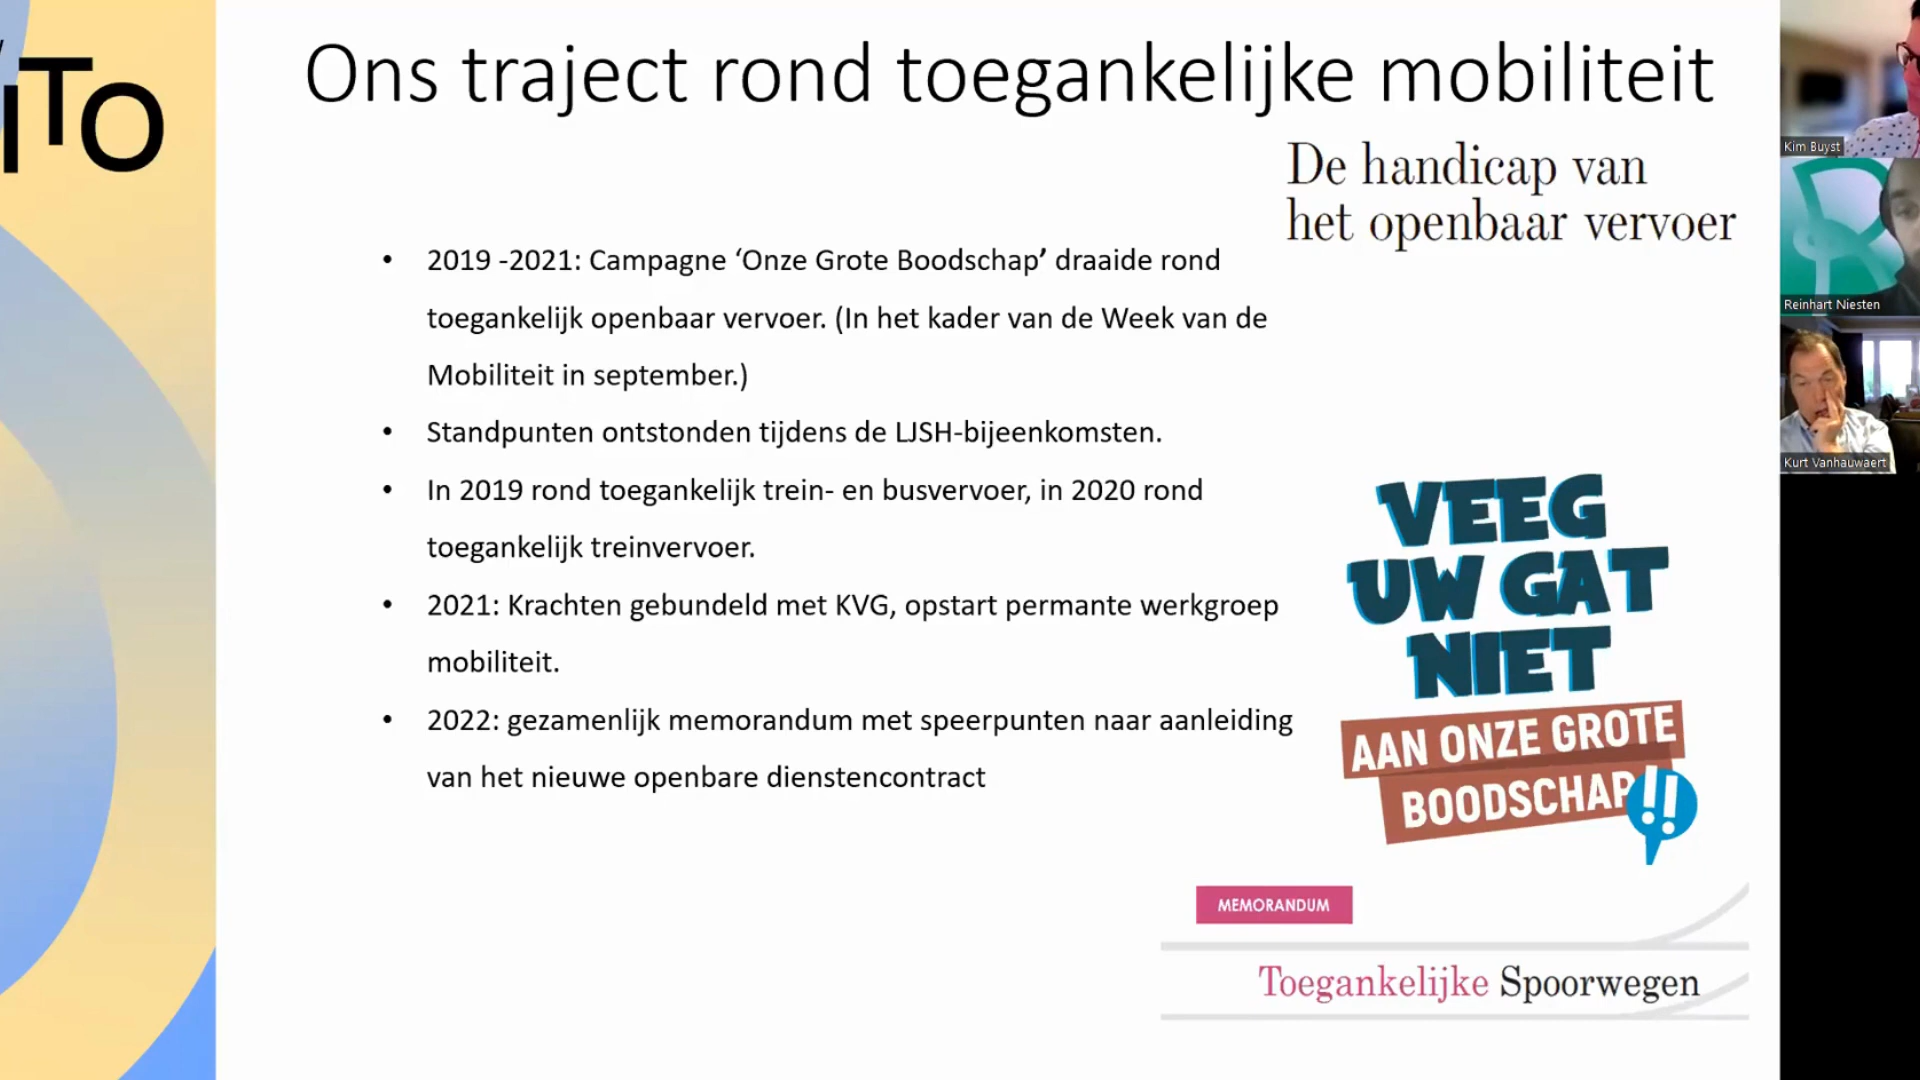 iTO
Ons traject rond toegankelijke mobiliteit
De handicap van
het openbaar vervoer
• 2019 -2021: Campagne ‘Onze Grote Boodschap’ draaide rond
toegankelijk openbaar vervoer. (In het kader van de Week van de
Mobiliteit in september.)
• Standpunten ontstonden tijdens de LJSH-bijeenkomsten.
• In 2019 rond toegankelijk trein- en busvervoer, in 2020 rond
toegankelijk treinvervoer.
• 2021: Krachten gebundeld met KVG, opstart permante werkgroep
mobiliteit.
• 2022: gezamenlijk memorandum met speerpunten naar aanleiding
van het nieuwe openbare dienstencontract
VEEG
UW GAT
NIET
AAN ONZE GROTE
BOODSCHAP!!
MEMORANDUM
Toegankelijke Spoorwegen
Kim Buyst
Reinhart Niesten
Kurt Vanhauwaert